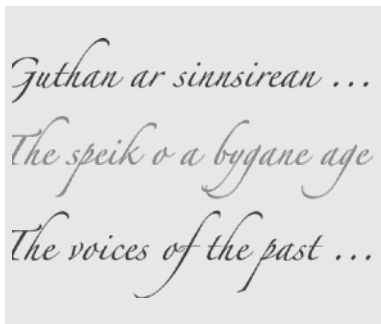 Guthan ar sinnsirean ...
The speik o a bygane age
The voices of the past ...